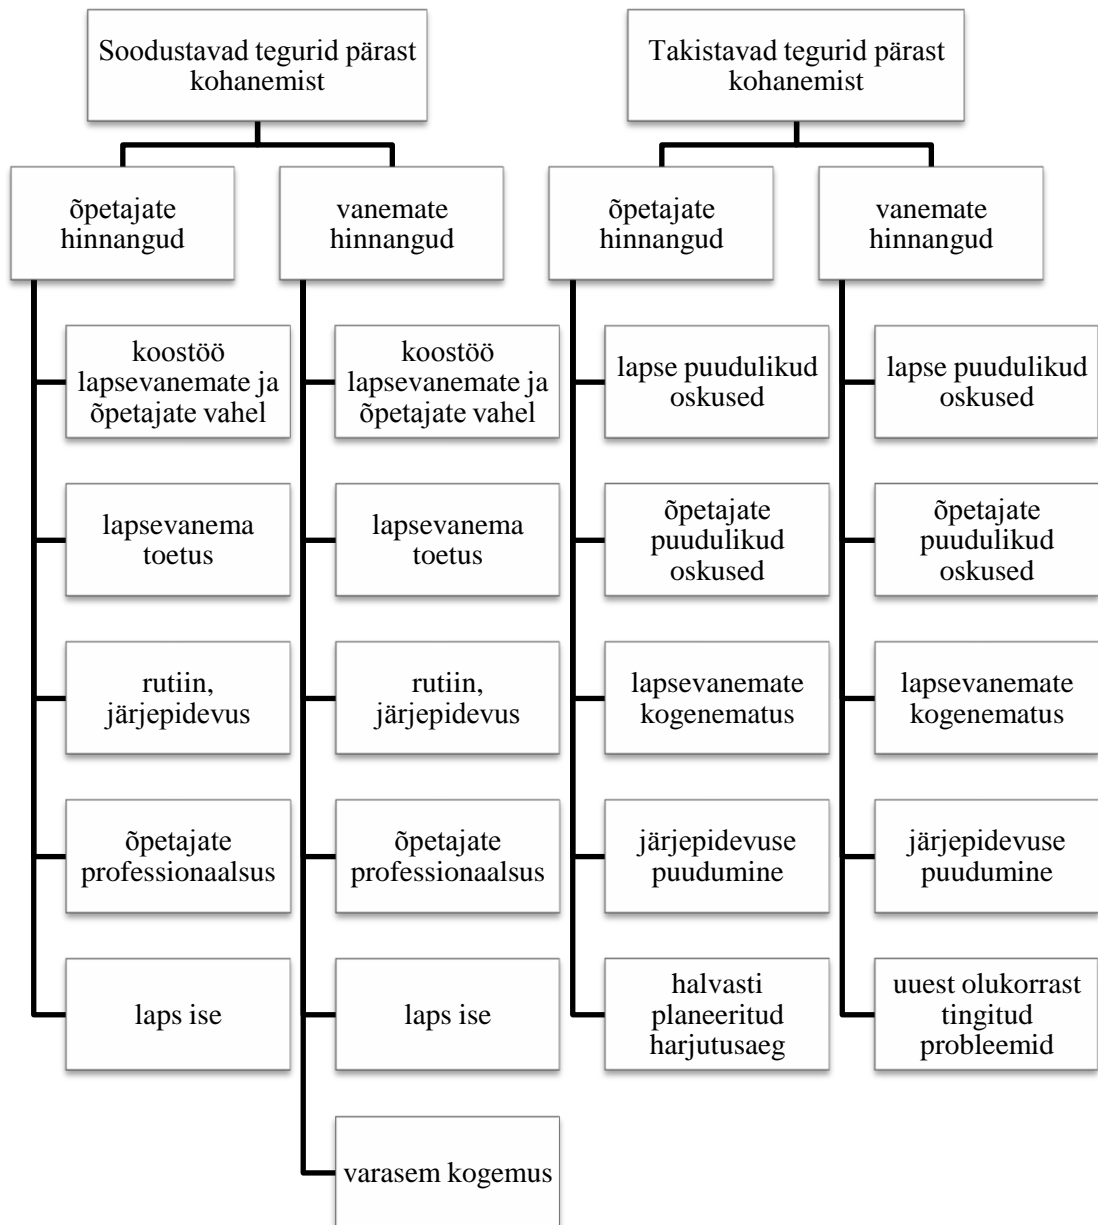 Soodustavad tegurid pärast
kohanemist
õpetajate
hinnangud
koostöö
lapsevanemate ja
õpetajate vahel
lapsevanema
toetus
rutiin,
järjepidevus
õpetajate
professionaalsus
laps ise
vanemate
hinnangud
koostöö
lapsevanemate ja
õpetajate vahel
lapsevanema
toetus
rutiin,
järjepidevus
õpetajate
professionaalsus
laps ise
varasem kogemus
Takistavad tegurid pärast
kohanemist
õpetajate
hinnangud
lapse puudulikud
oskused
õpetajate
puudulikud
oskused
lapsevanemate
kogenematus
järjepidevuse
puudumine
halvasti
planeeritud
harjutusaeg
vanemate
hinnangud
lapse puudulikud
oskused
õpetajate
puudulikud
oskused
lapsevanemate
kogenematus
järjepidevuse
puudumine
uuest olukorrast
tingitud
probleemid